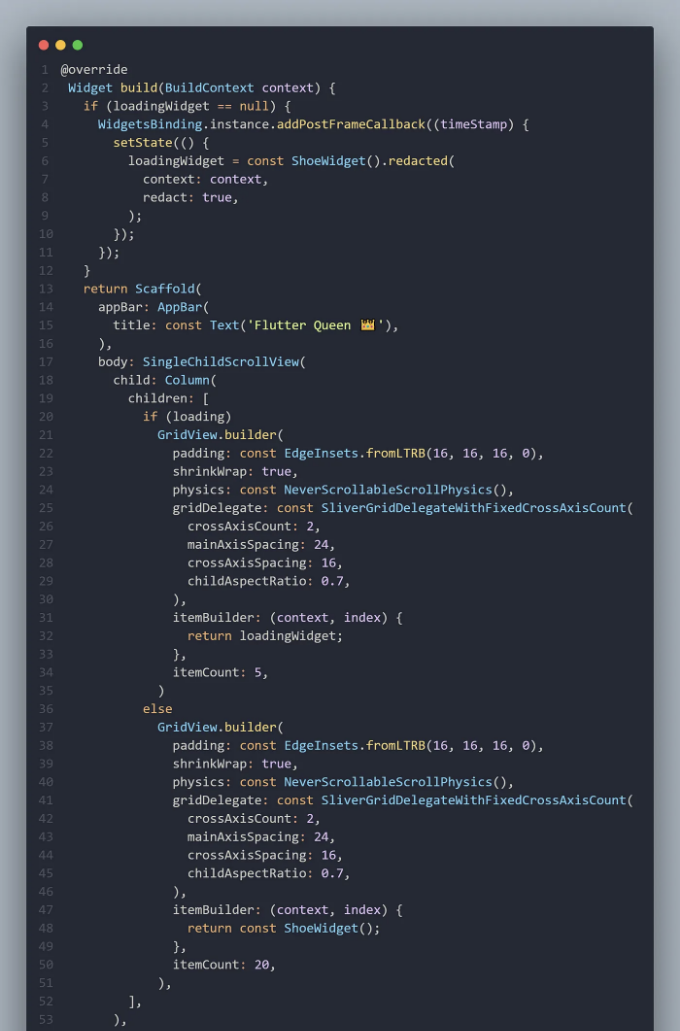 1 @override
2 Widget build(BuildContext context) {
3 if (loadingWidget == null) {
4 WidgetsBinding.instance.addPostFrameCallback((timeStamp) {
5 setState(() {
6 loadingWidget = const ShoeWidget().redacted(
7 context: context,
8 redact: true,
9 );
10 });
11 });
12 }
13 return Scaffold(
14 appBar: AppBar(
15 title: const Text('Flutter Queen 👑'),
16 ),
17 body: SingleChildScrollView(
18 child: Column(
19 children: [
20 if (loading)
21 GridView.builder(
22 padding: const EdgeInsets.fromLTRB(16, 16, 16, 0),
23 shrinkWrap: true,
24 physics: const NeverScrollableScrollPhysics(),
25 gridDelegate: const SliverGridDelegateWithFixedCrossAxisCount(
26 crossAxisCount: 2,
27 mainAxisSpacing: 24,
28 crossAxisSpacing: 16,
29 childAspectRatio: 0.7,
30 ),
31 itemBuilder: (context, index) {
32 return loadingWidget;
33 },
34 itemCount: 5,
35 )
36 else
37 GridView.builder(
38 padding: const EdgeInsets.fromLTRB(16, 16, 16, 0),
39 shrinkWrap: true,
40 physics: const NeverScrollableScrollPhysics(),
41 gridDelegate: const SliverGridDelegateWithFixedCrossAxisCount(
42 crossAxisCount: 2,
43 mainAxisSpacing: 24,
44 crossAxisSpacing: 16,
45 childAspectRatio: 0.7,
46 ),
47 itemBuilder: (context, index) {
48 return const ShoeWidget();
49 },
50 itemCount: 20,
51 ),
52 ],
53 ),